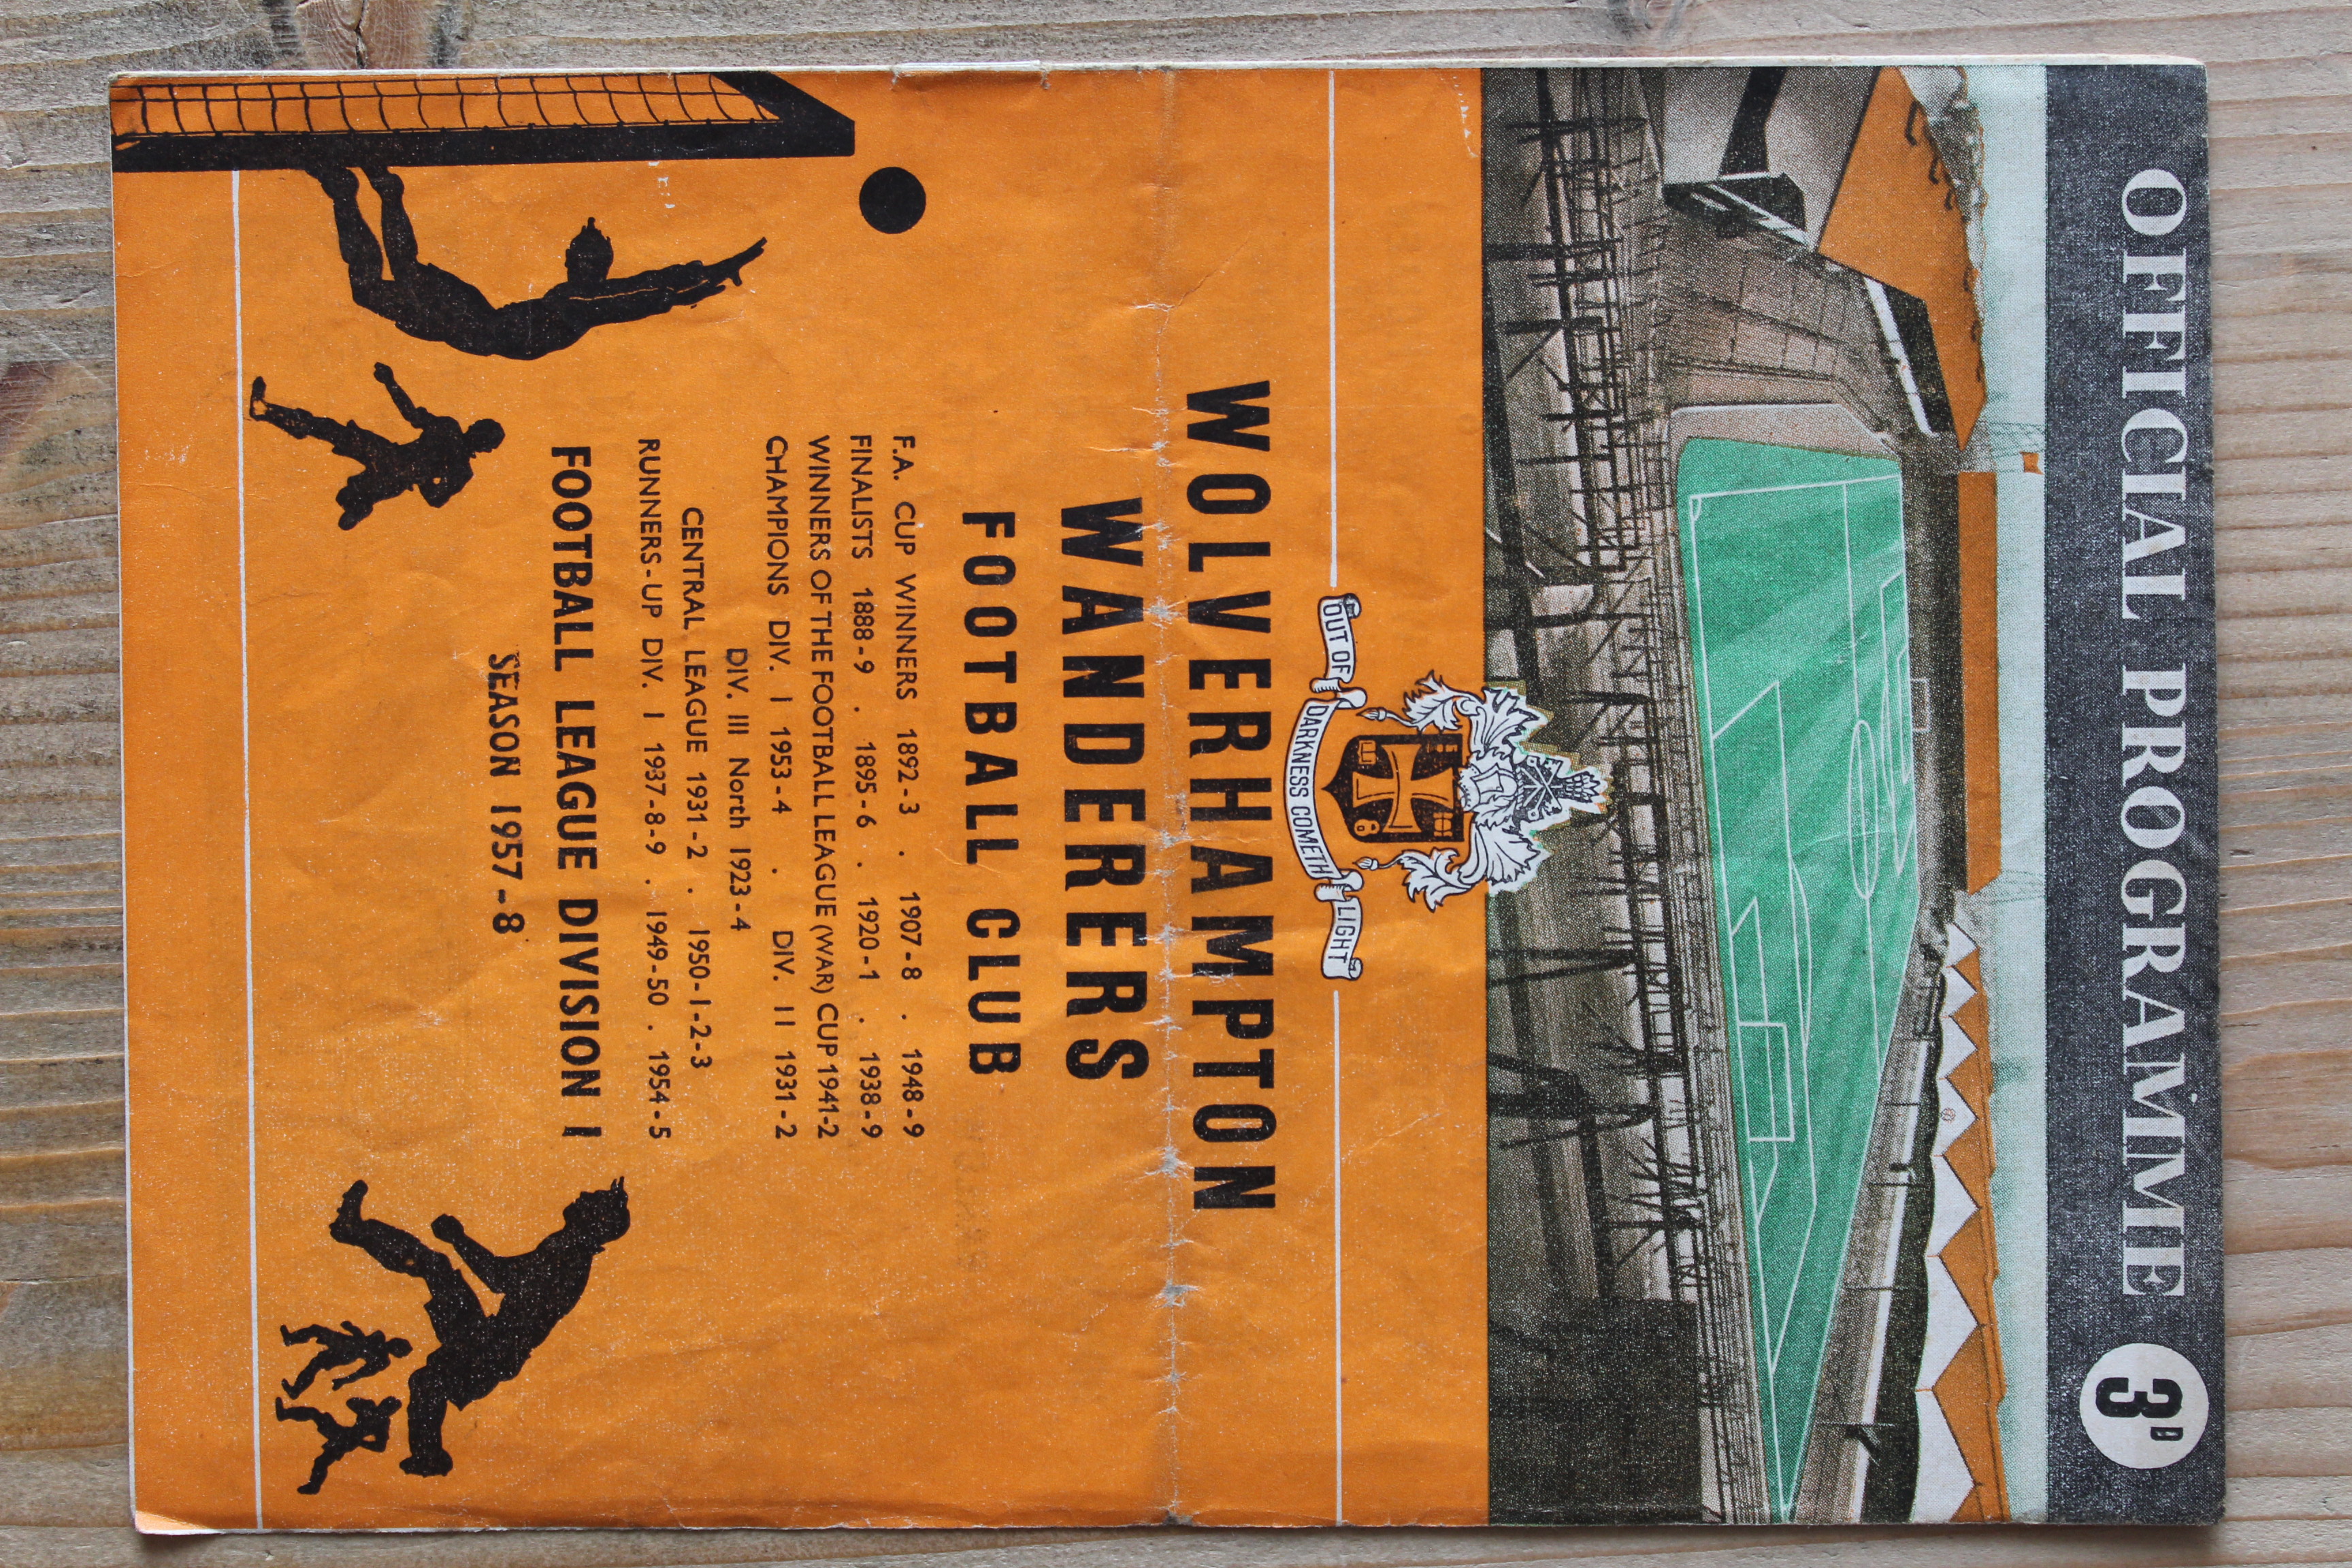 OFFICIAL PROGRAMME 3D
OUT OF DARKNESS COMETH LIGHT
WOLVERHAMPTON
WANDERERS
FOOTBALL CLUB
F.A. CUP WINNERS 1892-3 . 1907-8 . 1948-9
FINALISTS 1888-9 . 1895-6 . 1920-1 . 1938-9
WINNERS OF THE FOOTBALL LEAGUE (WAR) CUP 1941-2
CHAMPIONS DIV. I 1953-4 . DIV. II 1931-2
DIV. III North 1923-4
CENTRAL LEAGUE 1931-2 . 1950-1-2-3
RUNNERS-UP DIV. I 1937-8-9 . 1949-50 . 1954-5
FOOTBALL LEAGUE DIVISION I
SEASON 1957-8